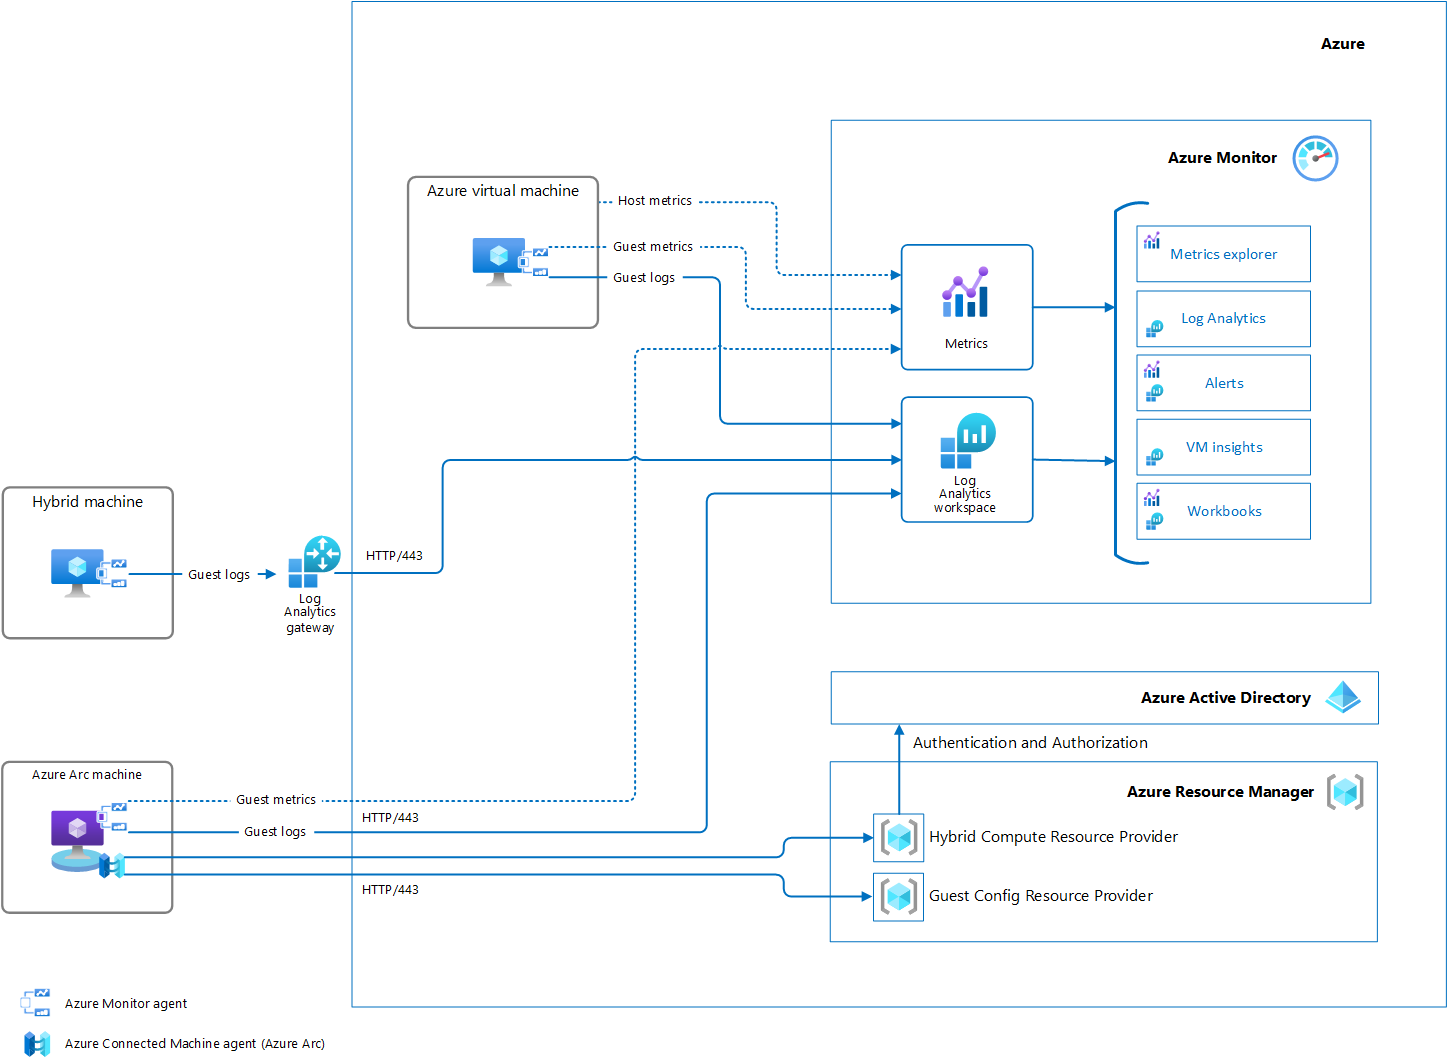 Azure
Azure Monitor
Azure virtual machine
Host metrics
Guest metrics
Guest logs
Metrics
Log
Analytics
workspace
Metrics explorer
Log Analytics
Alerts
VM insights
Workbooks
Hybrid machine
Guest logs
Log
Analytics
gateway
HTTP/443
Azure Active Directory
Authentication and Authorization
Azure Resource Manager
Hybrid Compute Resource Provider
Guest Config Resource Provider
Azure Arc machine
Guest metrics
Guest logs
HTTP/443
HTTP/443
Azure Monitor agent
Azure Connected Machine agent (Azure Arc)